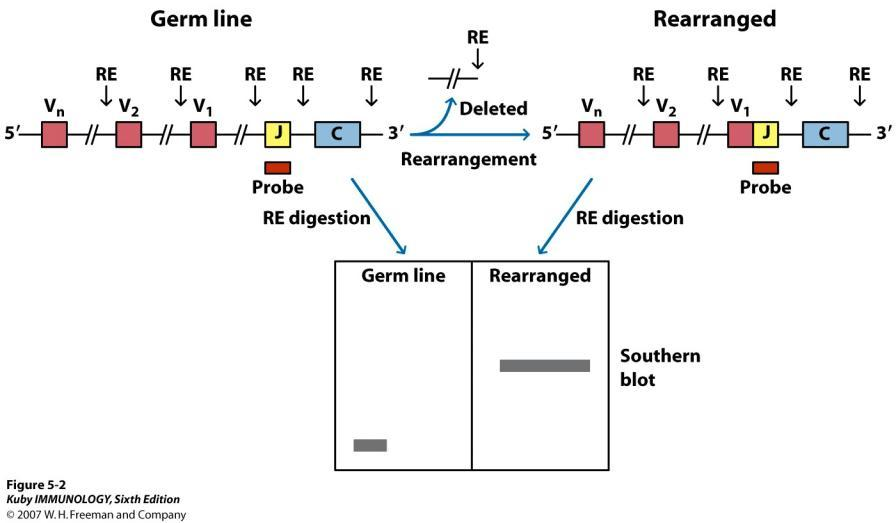 Germ line
Rearranged
RE
RE RE RE RE RE
RE RE RE RE
Vn V2 V1
Deleted
Vn V2 V1
5′ J C 3′
5′ J C 3′
Rearrangement
Probe
Probe
RE digestion
RE digestion
Germ line
Rearranged
Southern
blot
Figure 5-2
Kuby IMMUNOLOGY, Sixth Edition
© 2007 W. H. Freeman and Company